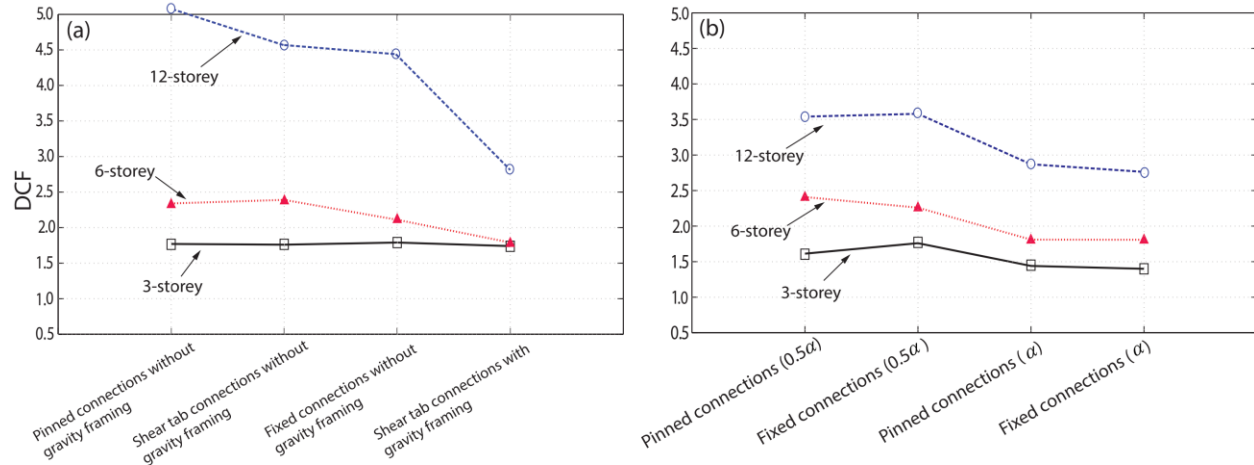 (a)
DCF
5.0
4.5
4.0
3.5
3.0
2.5
2.0
1.5
1.0
0.5
12-storey
6-storey
3-storey
Pinned connections without
gravity framing
Shear tab connections without
gravity framing
Fixed connections without
gravity framing
Shear tab connections with
gravity framing
(b)
5.0
4.5
4.0
3.5
3.0
2.5
2.0
1.5
1.0
0.5
12-storey
6-storey
3-storey
Pinned connections (0.5α)
Fixed connections (0.5α)
Pinned connections (α)
Fixed connections (α)